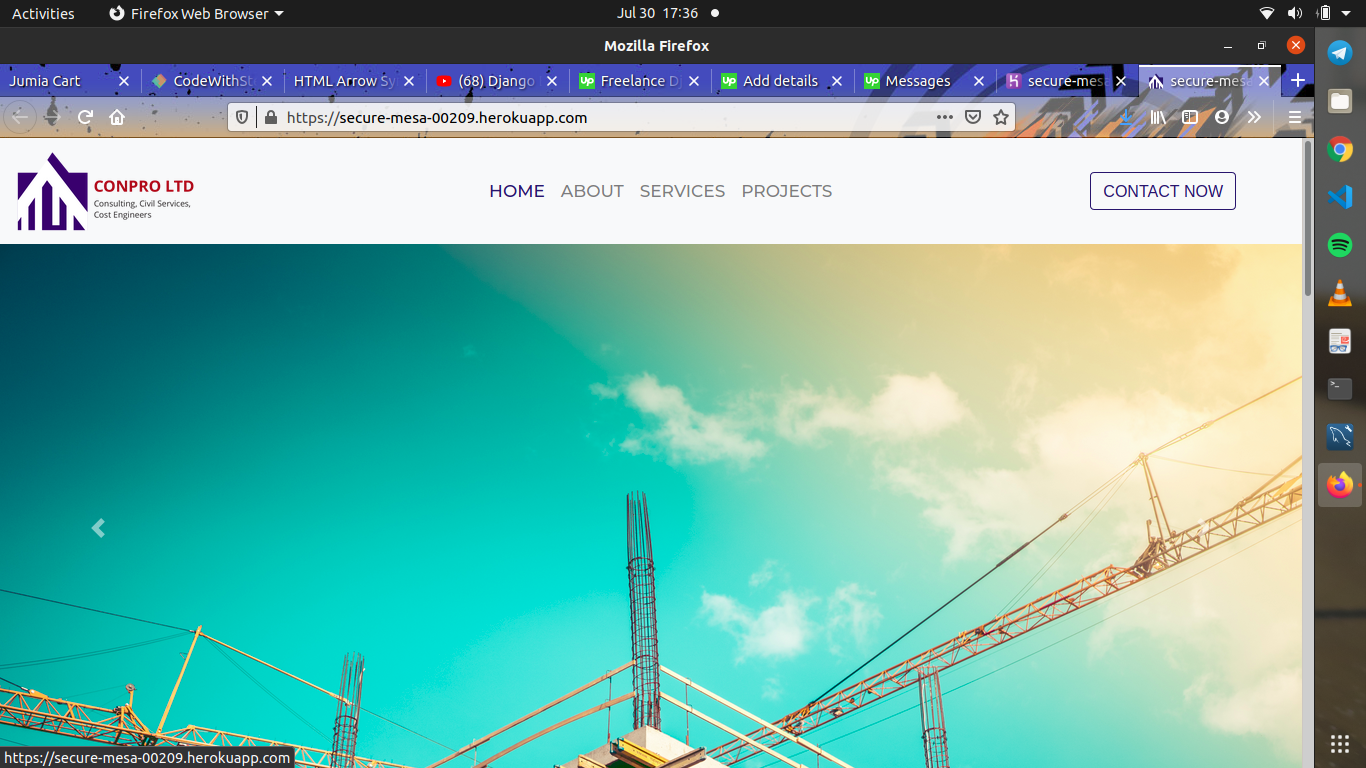 Activities Firefox Web Browser Jul 30 17:36
Mozilla Firefox
Jumia Cart CodeWithSt HTML Arrow Sy (68) Django Freelance D Add details Messages secure-mes secure-mes
https://secure-mesa-00209.herokuapp.com
CONPRO LTD
Consulting, Civil Services,
Cost Engineers
HOME ABOUT SERVICES PROJECTS CONTACT NOW
https://secure-mesa-00209.herokuapp.com